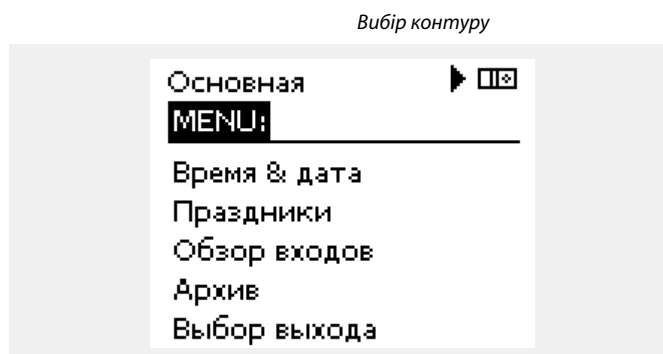 Вибір контуру
Основная
MENU:
Время & дата
Праздники
Обзор входов
Архив
Выбор выхода